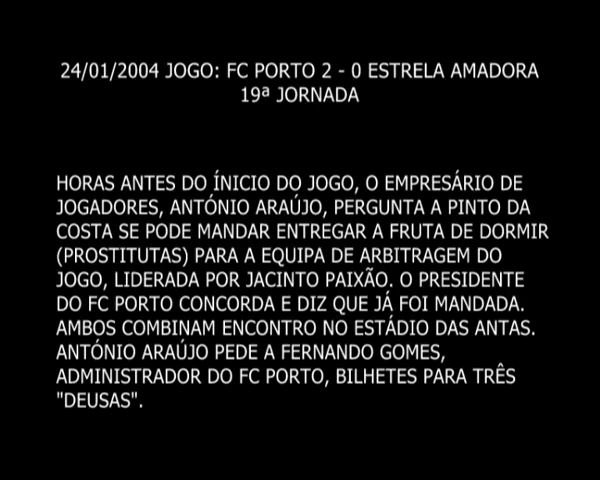 24/01/2004 JOGO: FC PORTO 2 - 0 ESTRELA AMADORA
19ª JORNADA
HORAS ANTES DO ÍNICIO DO JOGO, O EMPRESÁRIO DE
JOGADORES, ANTÓNIO ARAÚJO, PERGUNTA A PINTO DA
COSTA SE PODE MANDAR ENTREGAR A FRUTA DE DORMIR
(PROSTITUTAS) PARA A EQUIPA DE ARBITRAGEM DO
JOGO, LIDERADA POR JACINTO PAIXÃO. O PRESIDENTE
DO FC PORTO CONCORDA E DIZ QUE JÁ FOI MANDADA.
AMBOS COMBINAM ENCONTRO NO ESTÁDIO DAS ANTAS.
ANTÓNIO ARAÚJO PEDE A FERNANDO GOMES,
ADMINISTRADOR DO FC PORTO, BILHETES PARA TRÊS
"DEUSAS".